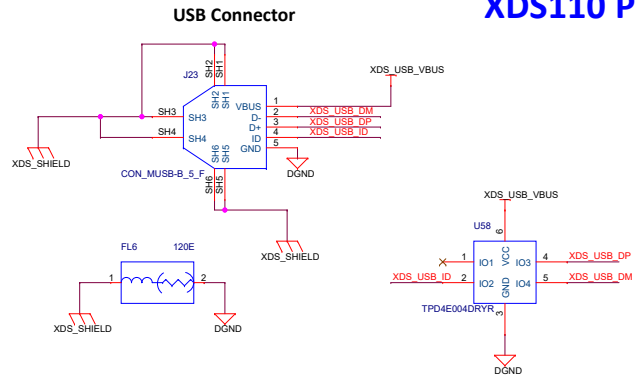 USB Connector
XDS110 P
J23
SH2
SH1
SH2
SH1
XDS_USB_VBUS
VBUS
1
D-
2
XDS_USB_DM
D+
3
XDS_USB_DP
ID
4
XDS_USB_ID
GND
5
SH3
SH3
SH4
SH4
SH6
SH5
SH6
SH5
CON_MUSB-B_5_F
XDS_SHIELD
DGND
XDS_SHIELD
FL6
120E
1
2
XDS_SHIELD
DGND
XDS_USB_VBUS
U58
6
VCC
1
IO1
IO3
4
XDS_USB_DP
XDS_USB_ID
2
IO2
IO4
5
XDS_USB_DM
GND
3
TPD4E004DRYR
DGND